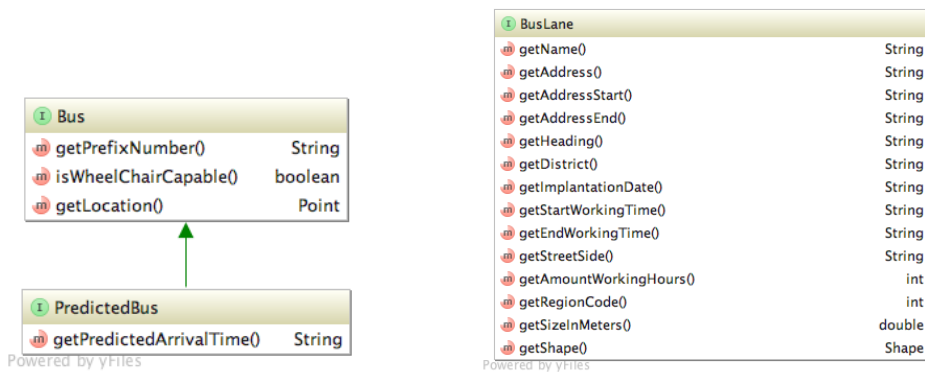 I Bus
m getPrefixNumber() String
m isWheelChairCapable() boolean
m getLocation() Point
I PredictedBus
m getPredictedArrivalTime() String
Powered by yFiles
I BusLane
m getName() String
m getAddress() String
m getAddressStart() String
m getAddressEnd() String
m getHeading() String
m getDistrict() String
m getImplantationDate() String
m getStartWorkingTime() String
m getEndWorkingTime() String
m getStreetSide() String
m getAmountWorkingHours() int
m getRegionCode() int
m getSizeInMeters() double
m getShape() Shape
Powered by yFiles